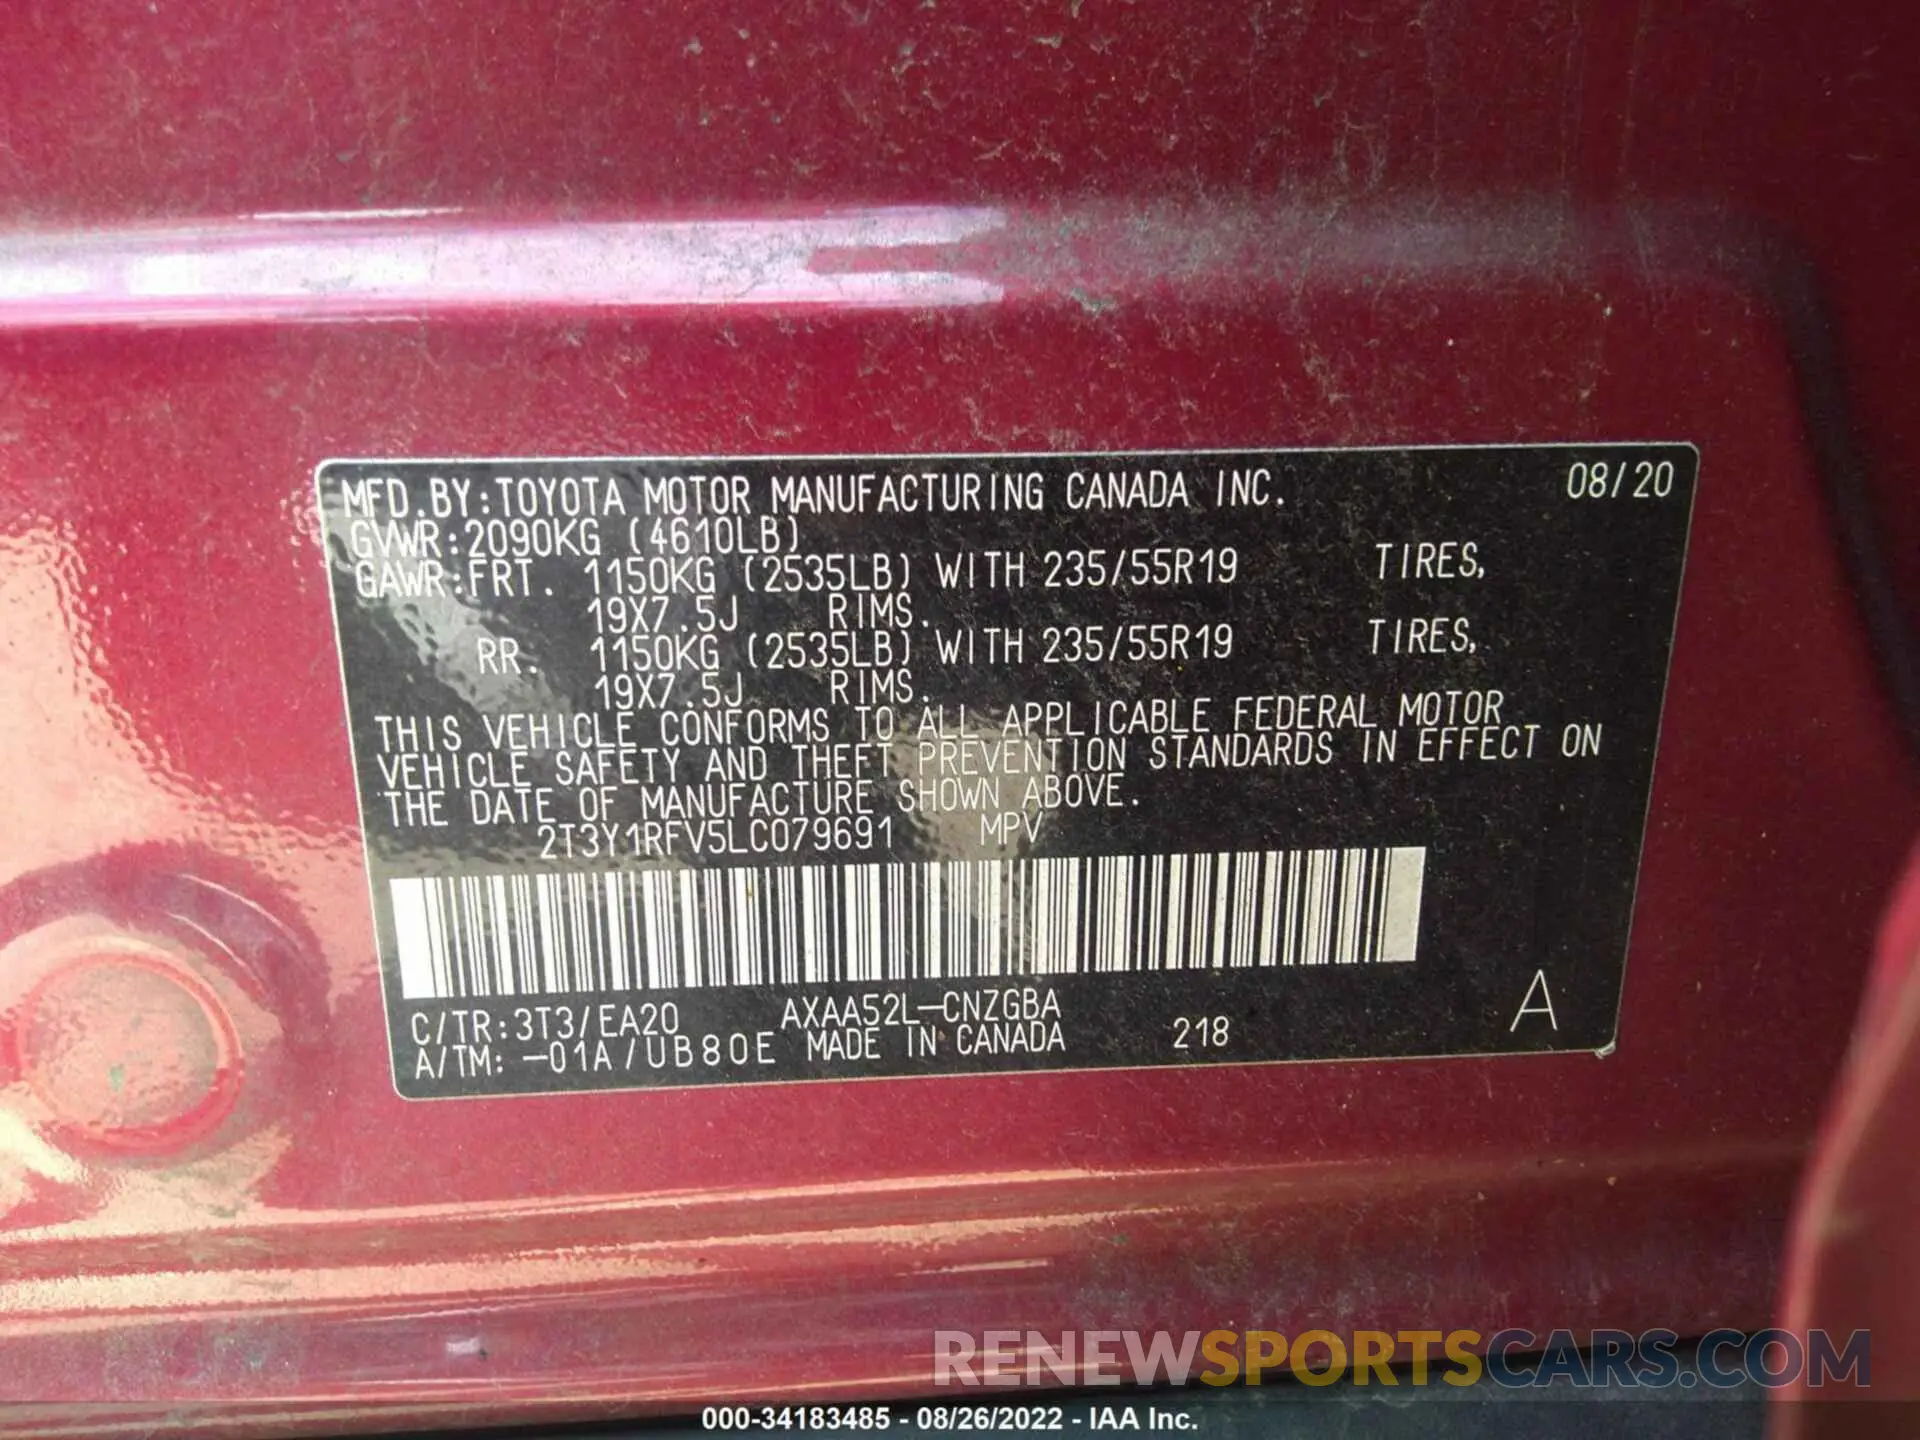 MFD.BY:TOYOTA MOTOR MANUFACTURING CANADA INC. 08/20
GVWR:2090KG (4610LB)
GAWR:FRT. 1150KG (2535LB) WITH 235/55R19 TIRES,
19X7.5J RIMS.
RR. 1150KG (2535LB) WITH 235/55R19 TIRES,
19X7.5J RIMS.
THIS VEHICLE CONFORMS TO ALL APPLICABLE FEDERAL MOTOR
VEHICLE SAFETY AND THEFT PREVENTION STANDARDS IN EFFECT ON
THE DATE OF MANUFACTURE SHOWN ABOVE.
2T3Y1RFV5LC079691 MPV
C/TR:3T3/EA20 AXAA52L-CNZGBA
A/TM:-01A/UB80E MADE IN CANADA 218 A
RENEWSPORTSCARS.COM
000-34183485 - 08/26/2022 - IAA Inc.